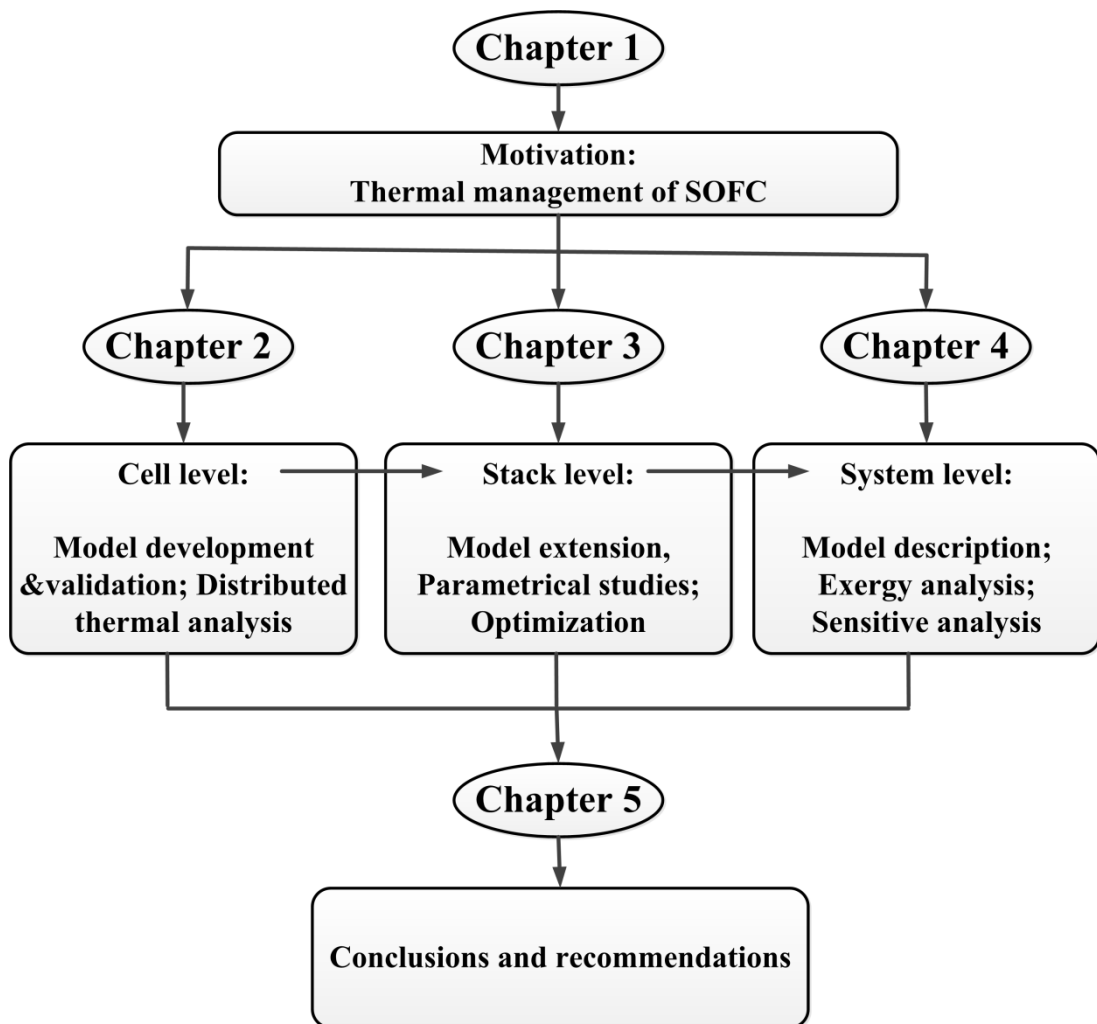 Chapter 1
Motivation:
Thermal management of SOFC
Chapter 2
Chapter 3
Chapter 4
Cell level:
Model development
&validation; Distributed
thermal analysis
Stack level:
Model extension,
Parametrical studies;
Optimization
System level:
Model description;
Exergy analysis;
Sensitive analysis
Chapter 5
Conclusions and recommendations